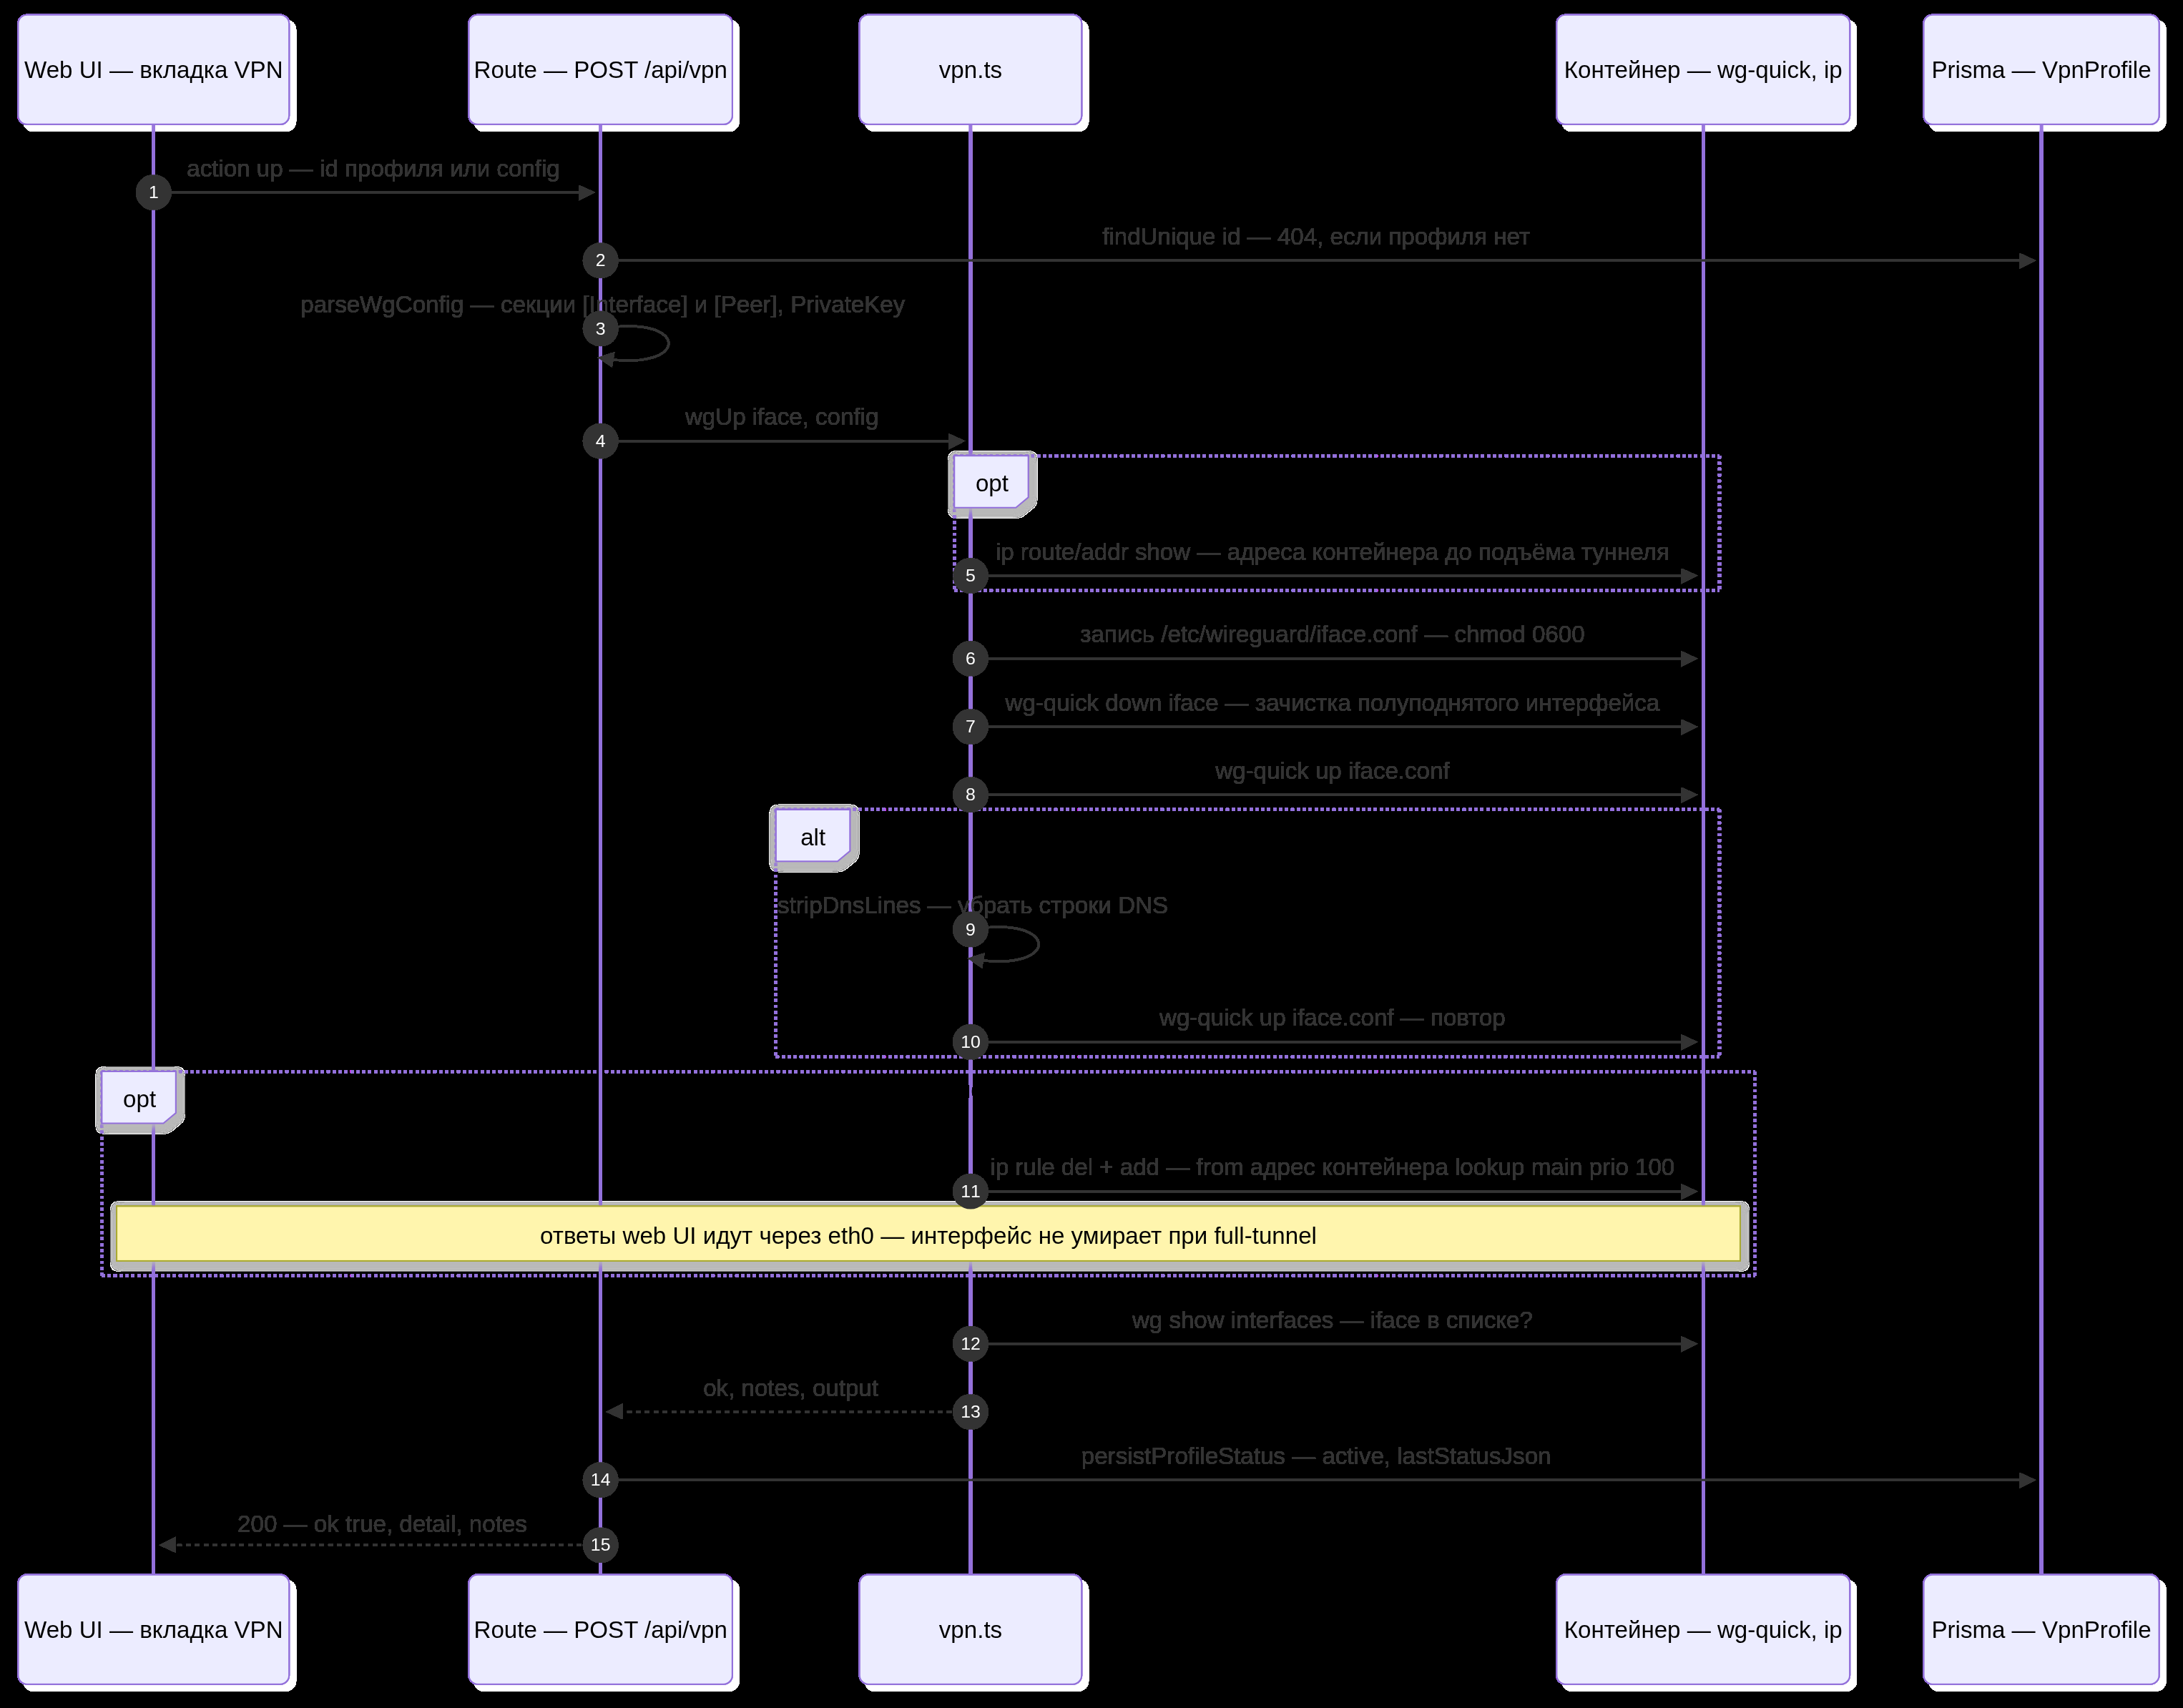 Web UI — вкладка VPN
Route — POST /api/vpn
vpn.ts
Контейнер — wg-quick, ip
Prisma — VpnProfile
action up — id профиля или config
1
findUnique id — 404, если профиля нет
2
parseWgConfig — секции [Interface] и [Peer], PrivateKey
3
wgUp iface, config
4
opt
ip route/addr show — адреса контейнера до подъёма туннеля
5
запись /etc/wireguard/iface.conf — chmod 0600
6
wg-quick down iface — зачистка полуподнятого интерфейса
7
wg-quick up iface.conf
8
alt
stripDnsLines — убрать строки DNS
9
wg-quick up iface.conf — повтор
10
opt
ip rule del + add — from адрес контейнера lookup main prio 100
11
ответы web UI идут через eth0 — интерфейс не умирает при full-tunnel
wg show interfaces — iface в списке?
12
ok, notes, output
13
persistProfileStatus — active, lastStatusJson
14
200 — ok true, detail, notes
15
Web UI — вкладка VPN
Route — POST /api/vpn
vpn.ts
Контейнер — wg-quick, ip
Prisma — VpnProfile